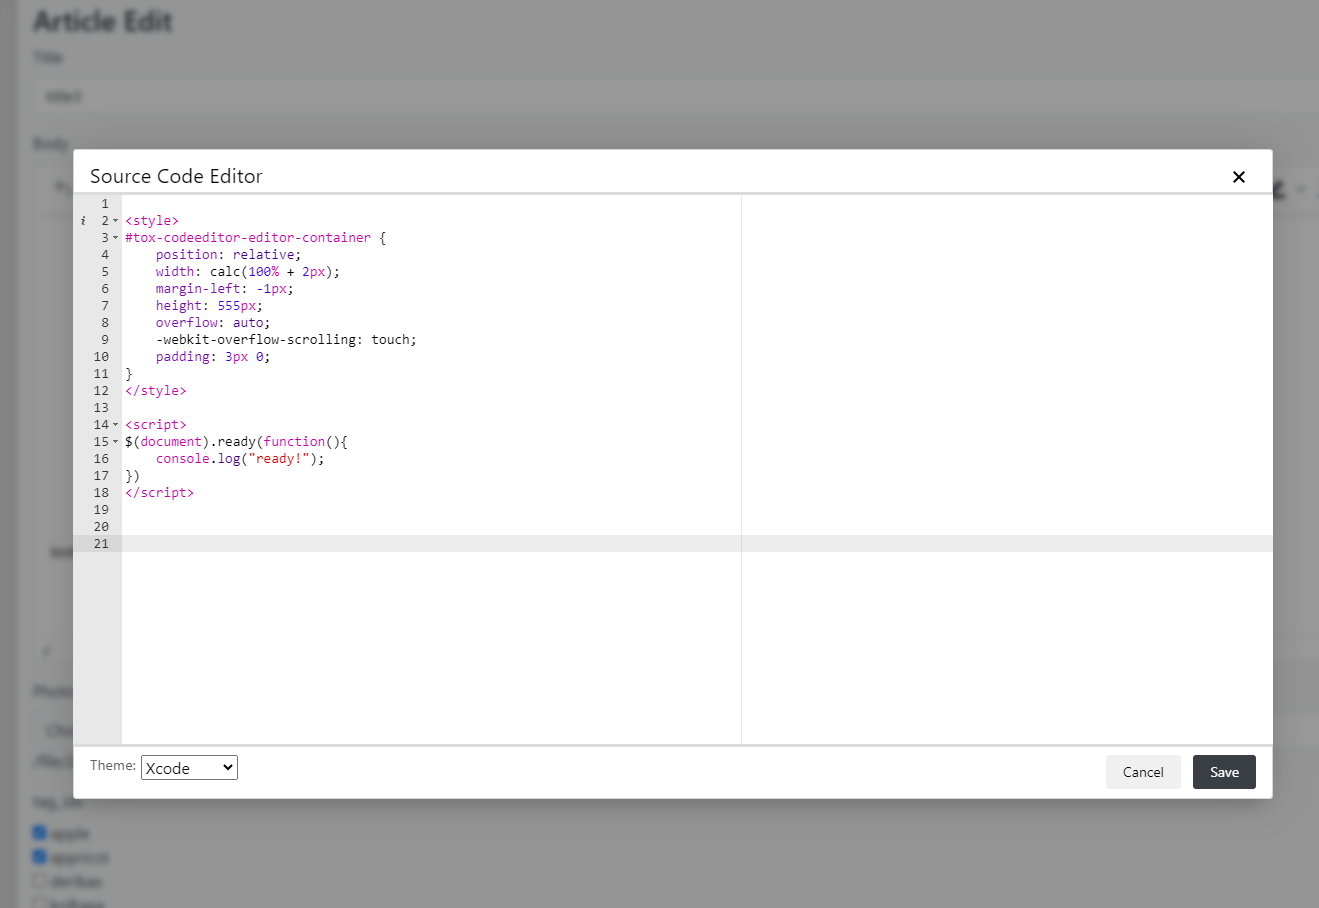 Article Edit
Title
title3
Body
Source Code Editor
1
i 2 <style>
3 #tox-codeeditor-editor-container {
4     position: relative;
5     width: calc(100% + 2px);
6     margin-left: -1px;
7     height: 555px;
8     overflow: auto;
9     -webkit-overflow-scrolling: touch;
10     padding: 3px 0;
11 }
12 </style>
13
14 <script>
15 $(document).ready(function(){
16     console.log("ready!");
17 })
18 </script>
19
20
21
Theme: Xcode
Cancel
Save
apple
appricot